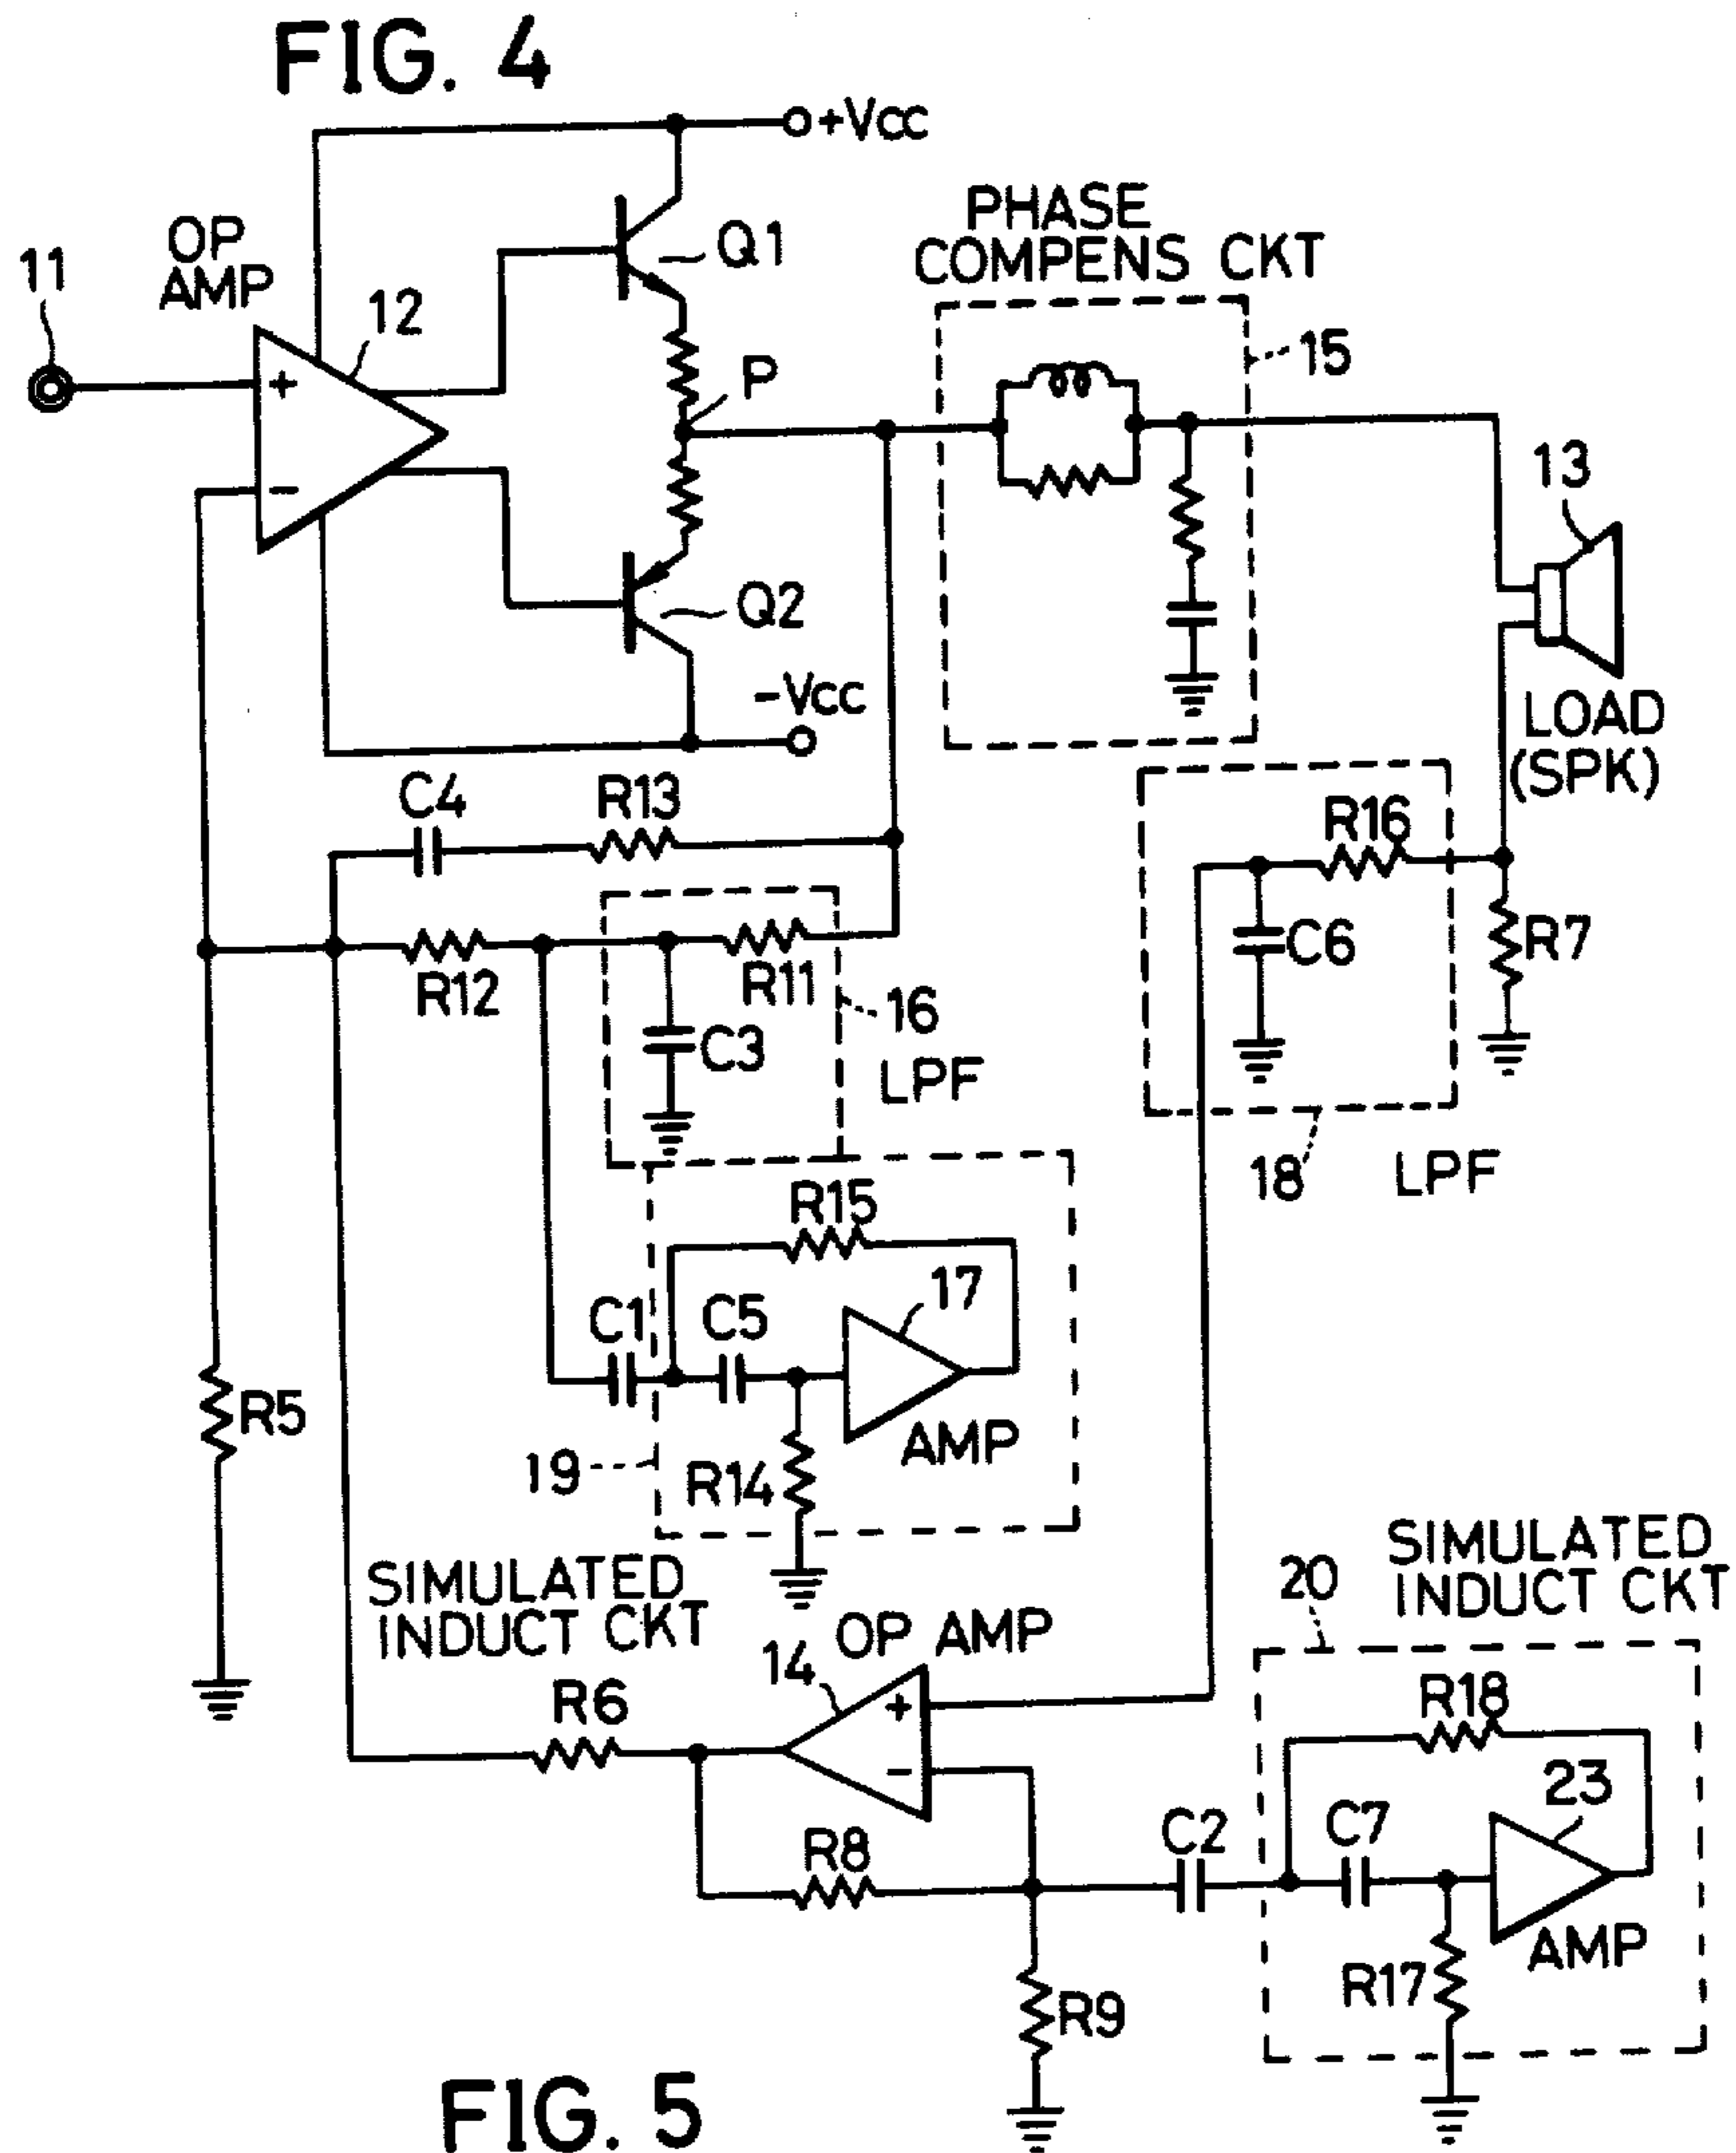 FIG. 4
+Vcc
OP
AMP
11
12
Q1
P
PHASE
COMPENS CKT
15
+
-
Q2
-Vcc
13
LOAD
(SPK)
C4
R13
R16
C6
R7
R12
R11
C3
16
LPF
18
LPF
R15
17
C1
C5
AMP
R5
19
R14
SIMULATED
INDUCT CKT
OP AMP
14
R6
+
-
20
SIMULATED
INDUCT CKT
R18
23
R8
C2
C7
AMP
R17
R9
FIG. 5